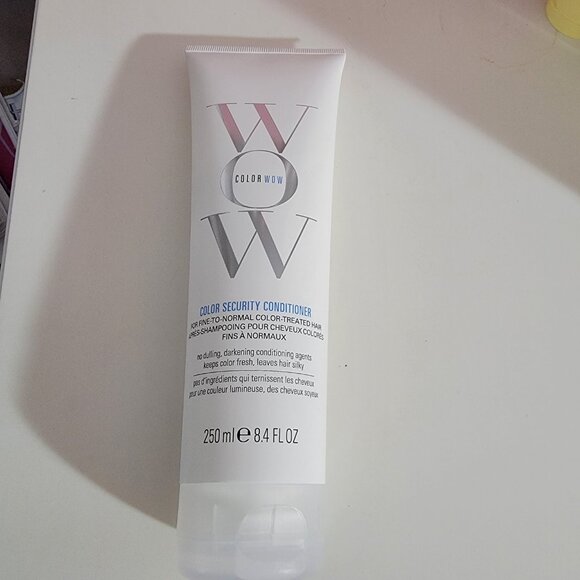 W
O
COLOR WOW
W
COLOR SECURITY CONDITIONER
FOR FINE-TO-NORMAL COLOR-TREATED HAIR
APRÈS-SHAMPOOING POUR CHEVEUX COLORÉS
FINS À NORMAUX
no dulling, darkening conditioning agents
keeps color fresh, leaves hair silky
pas d'ingrédients qui ternissent les cheveux
pour une couleur lumineuse, des cheveux soyeux
250 ml e 8.4 FL OZ